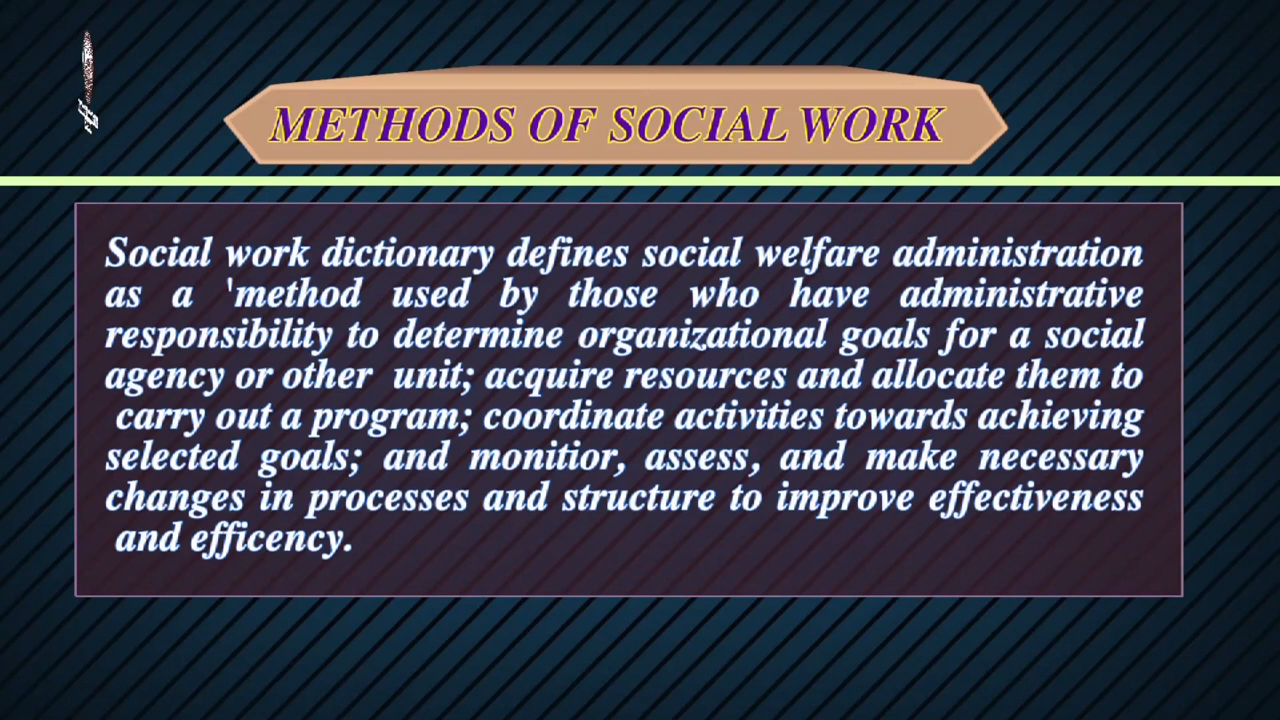 METHODS OF SOCIAL WORK
Social work dictionary defines social welfare administration
as a 'method used by those who have administrative
responsibility to determine organizational goals for a social
agency or other unit; acquire resources and allocate them to
carry out a program; coordinate activities towards achieving
selected goals; and monitior, assess, and make necessary
changes in processes and structure to improve effectiveness
and efficency.